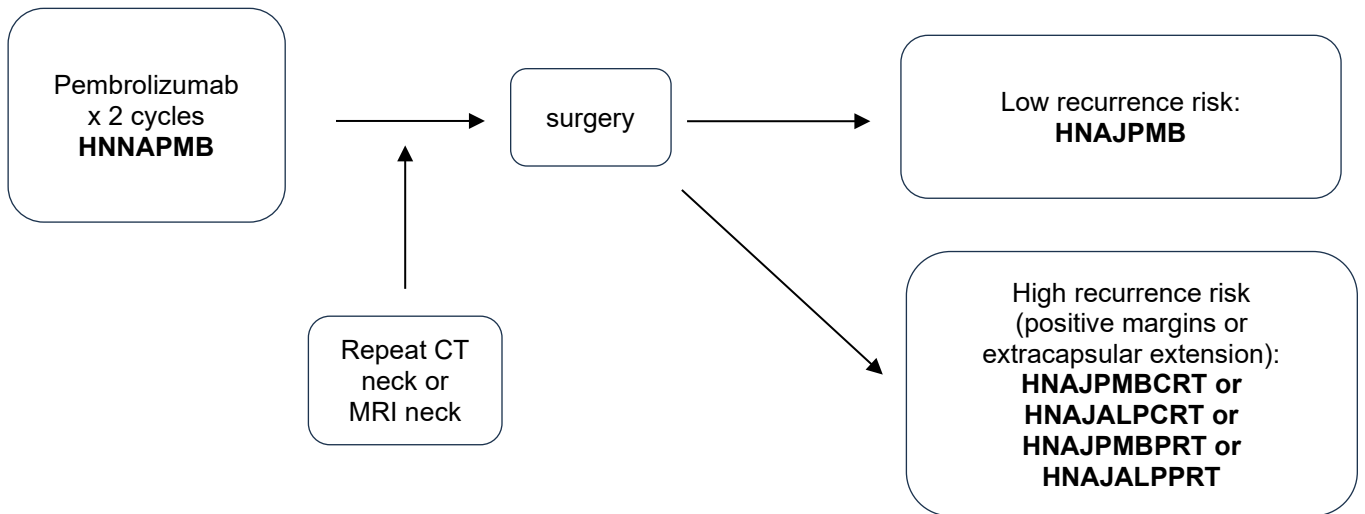 Pembrolizumab
x 2 cycles
HNNAPMB
Repeat CT
neck or
MRI neck
surgery
Low recurrence risk:
HNAJPMB
High recurrence risk
(positive margins or
extracapsular extension):
HNAJPMBCRT or
HNAJALPCRT or
HNAJPMBPRT or
HNAJALPPRT